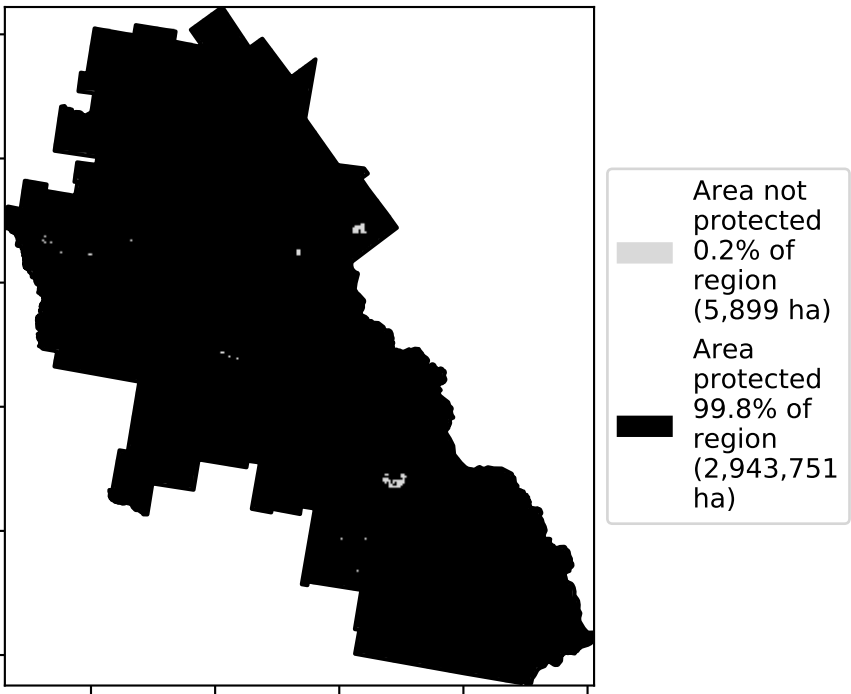 Area not
protected
0.2% of
region
(5,899 ha)
Area
protected
99.8% of
region
(2,943,751
ha)